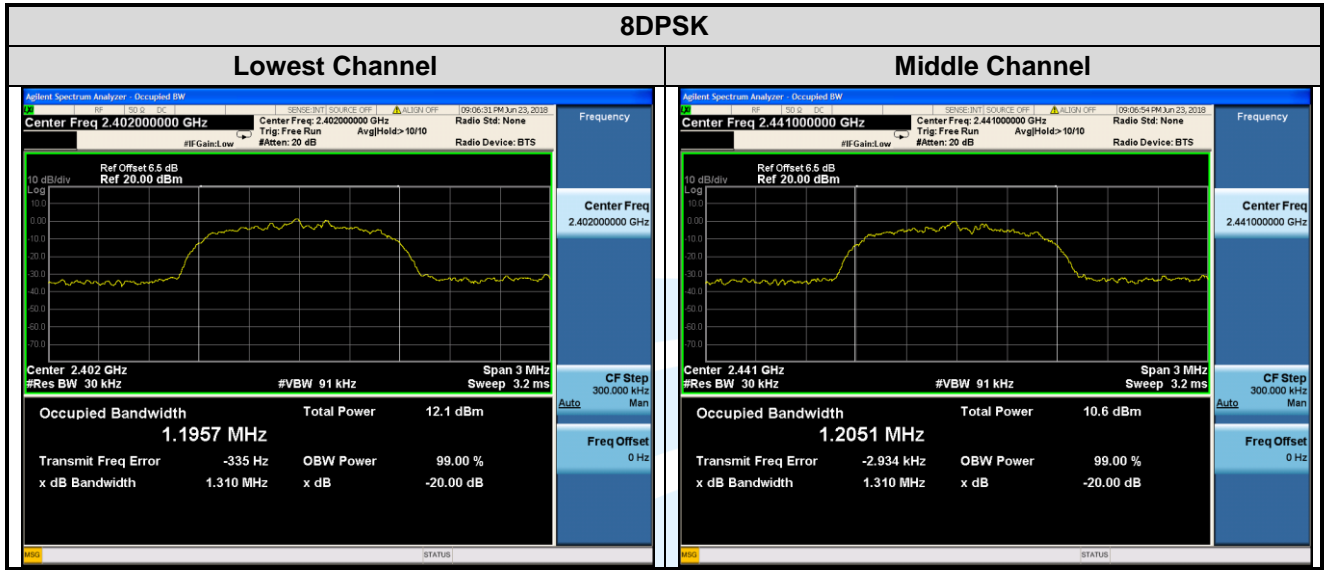 8DPSK
Lowest Channel
Middle Channel
Agilent Spectrum Analyzer - Occupied BW
LXI RF 50 Ω DC SENSE:INT SOURCE OFF ALIGN OFF 09:06:31 PM Jun 23, 2018
Center Freq 2.402000000 GHz
Center Freq: 2.402000000 GHz
Radio Std: None
Trig: Free Run Avg|Hold:> 10/10
#IFGain:Low
#Atten: 20 dB
Radio Device: BTS
Ref Offset 6.5 dB
10 dB/div Ref 20.00 dBm
Log
10.0
0.00
-10.0
-20.0
-30.0
-40.0
-50.0
-60.0
-70.0
Center 2.402 GHz Span 3 MHz
#Res BW 30 kHz #VBW 91 kHz Sweep 3.2 ms
Occupied Bandwidth Total Power 12.1 dBm
1.1957 MHz
Transmit Freq Error -335 Hz OBW Power 99.00 %
x dB Bandwidth 1.310 MHz x dB -20.00 dB
MSG STATUS
Frequency
Center Freq
2.402000000 GHz
CF Step
300.000 kHz
Auto Man
Freq Offset
0 Hz
Agilent Spectrum Analyzer - Occupied BW
LXI RF 50 Ω DC SENSE:INT SOURCE OFF ALIGN OFF 09:06:54 PM Jun 23, 2018
Center Freq 2.441000000 GHz
Center Freq: 2.441000000 GHz
Radio Std: None
Trig: Free Run Avg|Hold:> 10/10
#IFGain:Low
#Atten: 20 dB
Radio Device: BTS
Ref Offset 6.5 dB
10 dB/div Ref 20.00 dBm
Log
10.0
0.00
-10.0
-20.0
-30.0
-40.0
-50.0
-60.0
-70.0
Center 2.441 GHz Span 3 MHz
#Res BW 30 kHz #VBW 91 kHz Sweep 3.2 ms
Occupied Bandwidth Total Power 10.6 dBm
1.2051 MHz
Transmit Freq Error -2.934 kHz OBW Power 99.00 %
x dB Bandwidth 1.310 MHz x dB -20.00 dB
MSG STATUS
Frequency
Center Freq
2.441000000 GHz
CF Step
300.000 kHz
Auto Man
Freq Offset
0 Hz